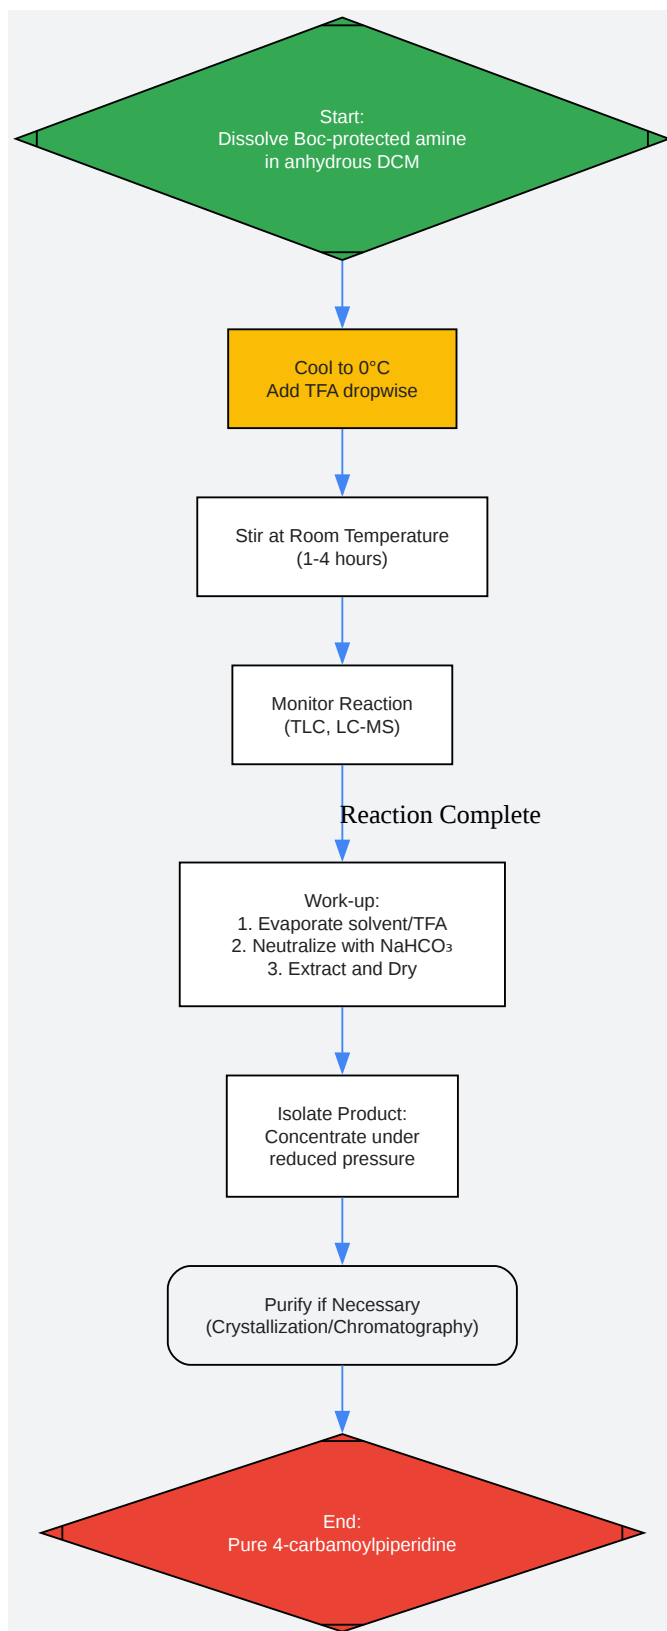 Start:
Dissolve Boc-protected amine
in anhydrous DCM
Cool to 0°C
Add TFA dropwise
Stir at Room Temperature
(1-4 hours)
Monitor Reaction
(TLC, LC-MS)
Reaction Complete
Work-up:
1. Evaporate solvent/TFA
2. Neutralize with NaHCO₃
3. Extract and Dry
Isolate Product:
Concentrate under
reduced pressure
Purify if Necessary
(Crystallization/Chromatography)
End:
Pure 4-carbamoylpiperidine